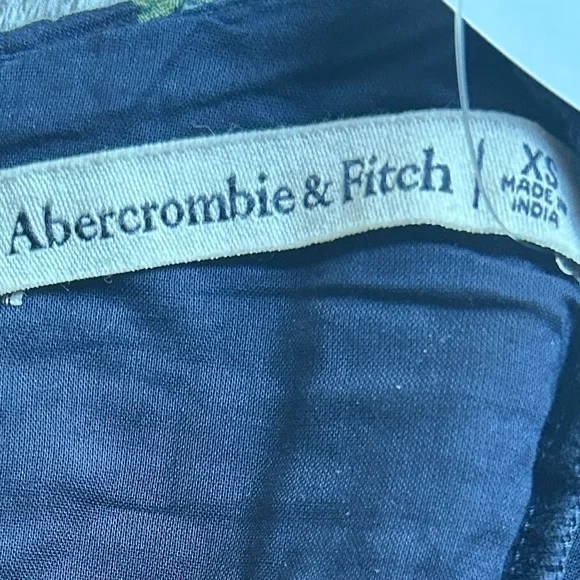 Abercrombie & Fitch / XS
MADE IN
INDIA